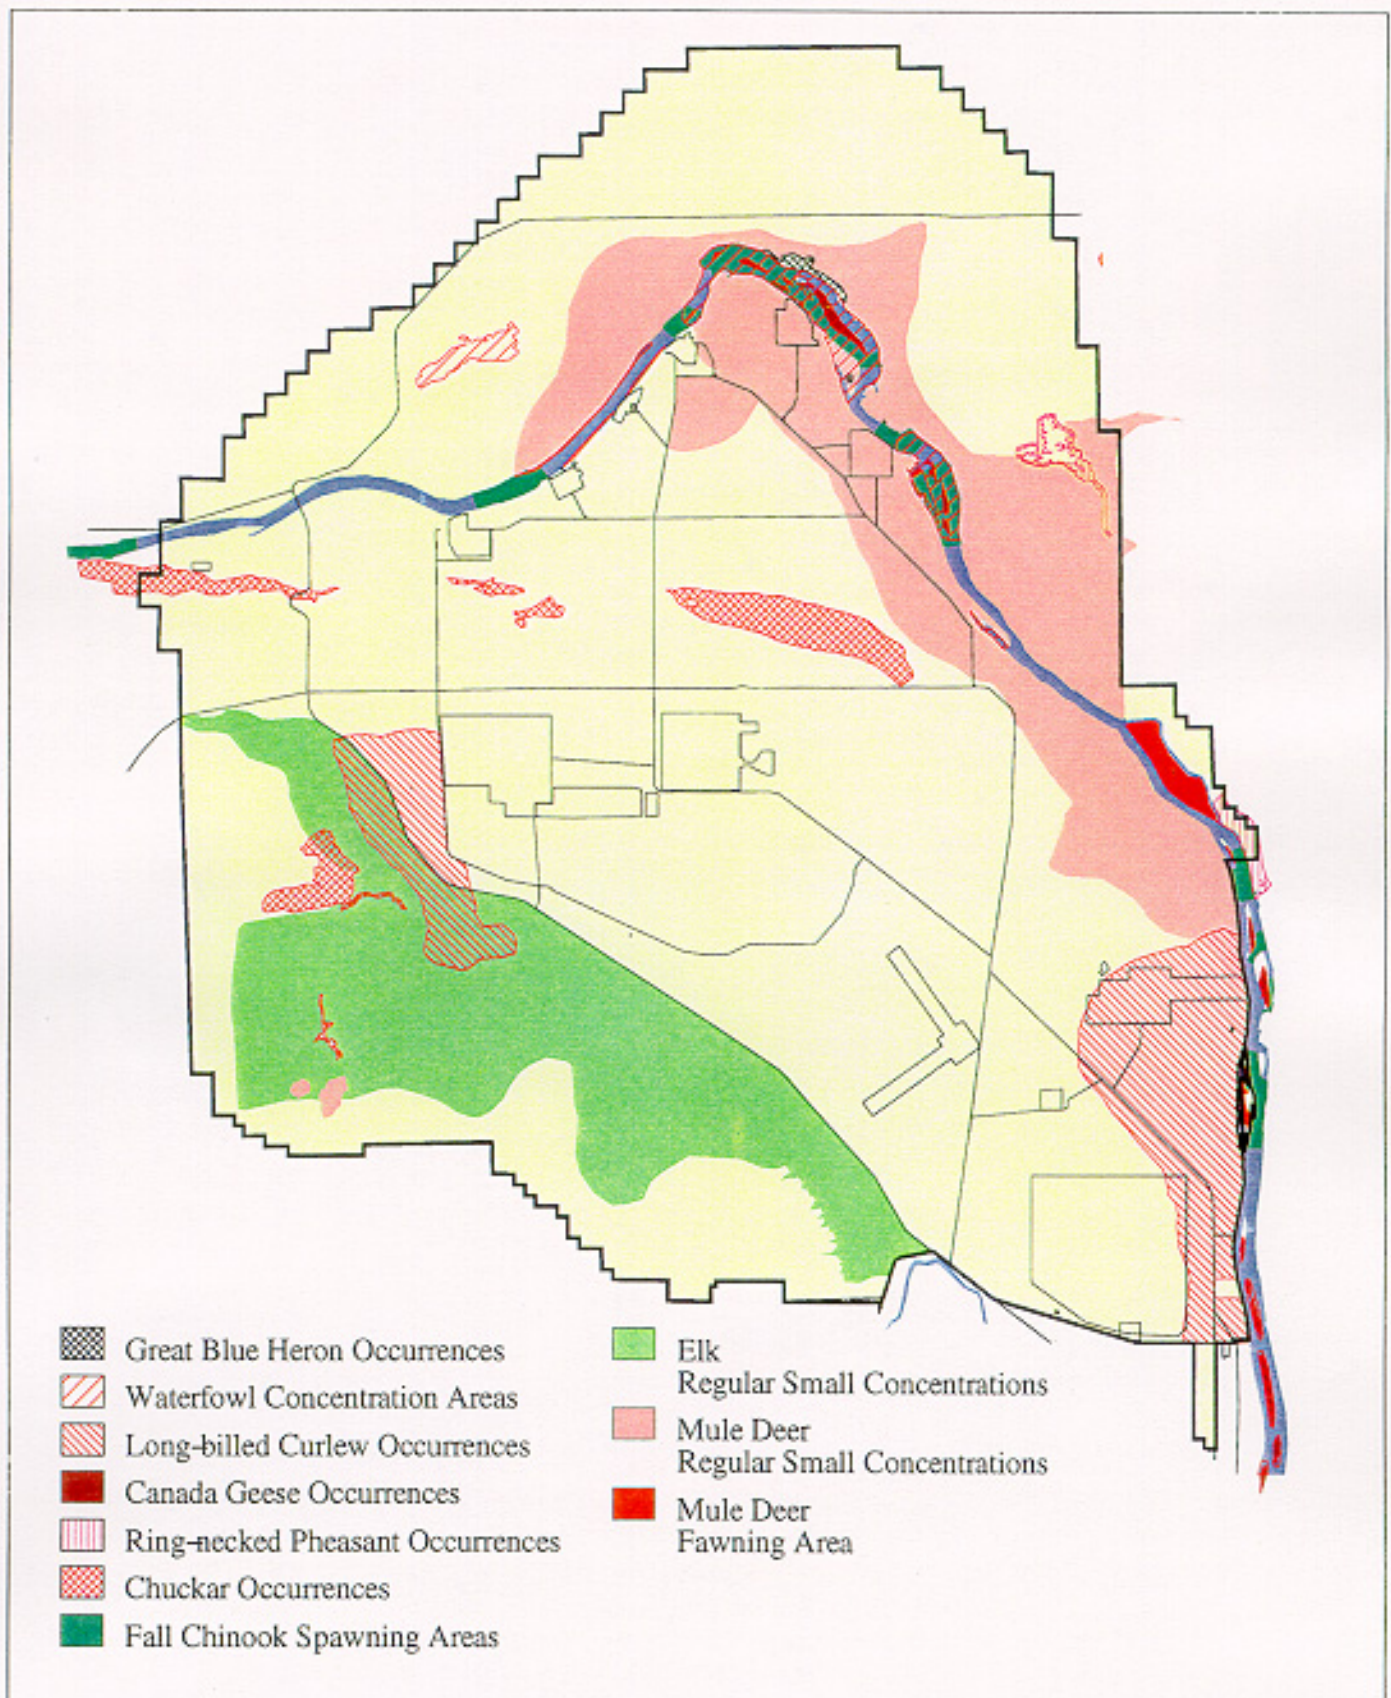 Great Blue Heron Occurrences
Waterfowl Concentration Areas
Long-billed Curlew Occurrences
Canada Geese Occurrences
Ring-necked Pheasant Occurrences
Chuckar Occurrences
Fall Chinook Spawning Areas
Elk
Regular Small Concentrations
Mule Deer
Regular Small Concentrations
Mule Deer
Fawning Area